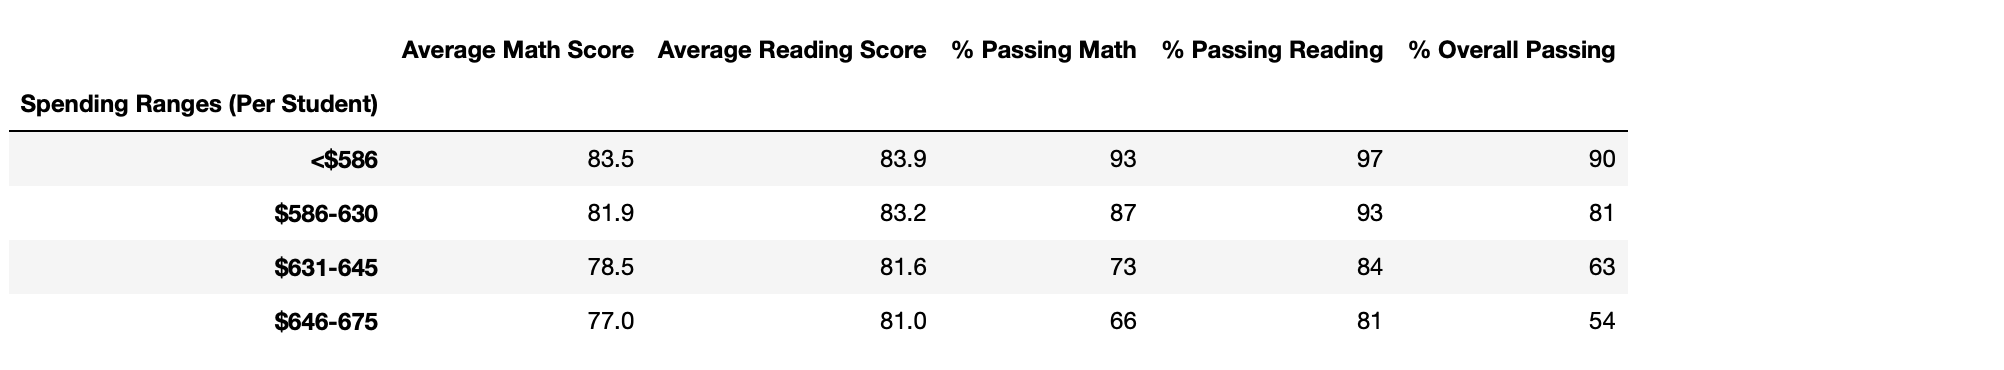 Average Math Score Average Reading Score % Passing Math % Passing Reading % Overall Passing
Spending Ranges (Per Student)
<$586 83.5 83.9 93 97 90
$586-630 81.9 83.2 87 93 81
$631-645 78.5 81.6 73 84 63
$646-675 77.0 81.0 66 81 54